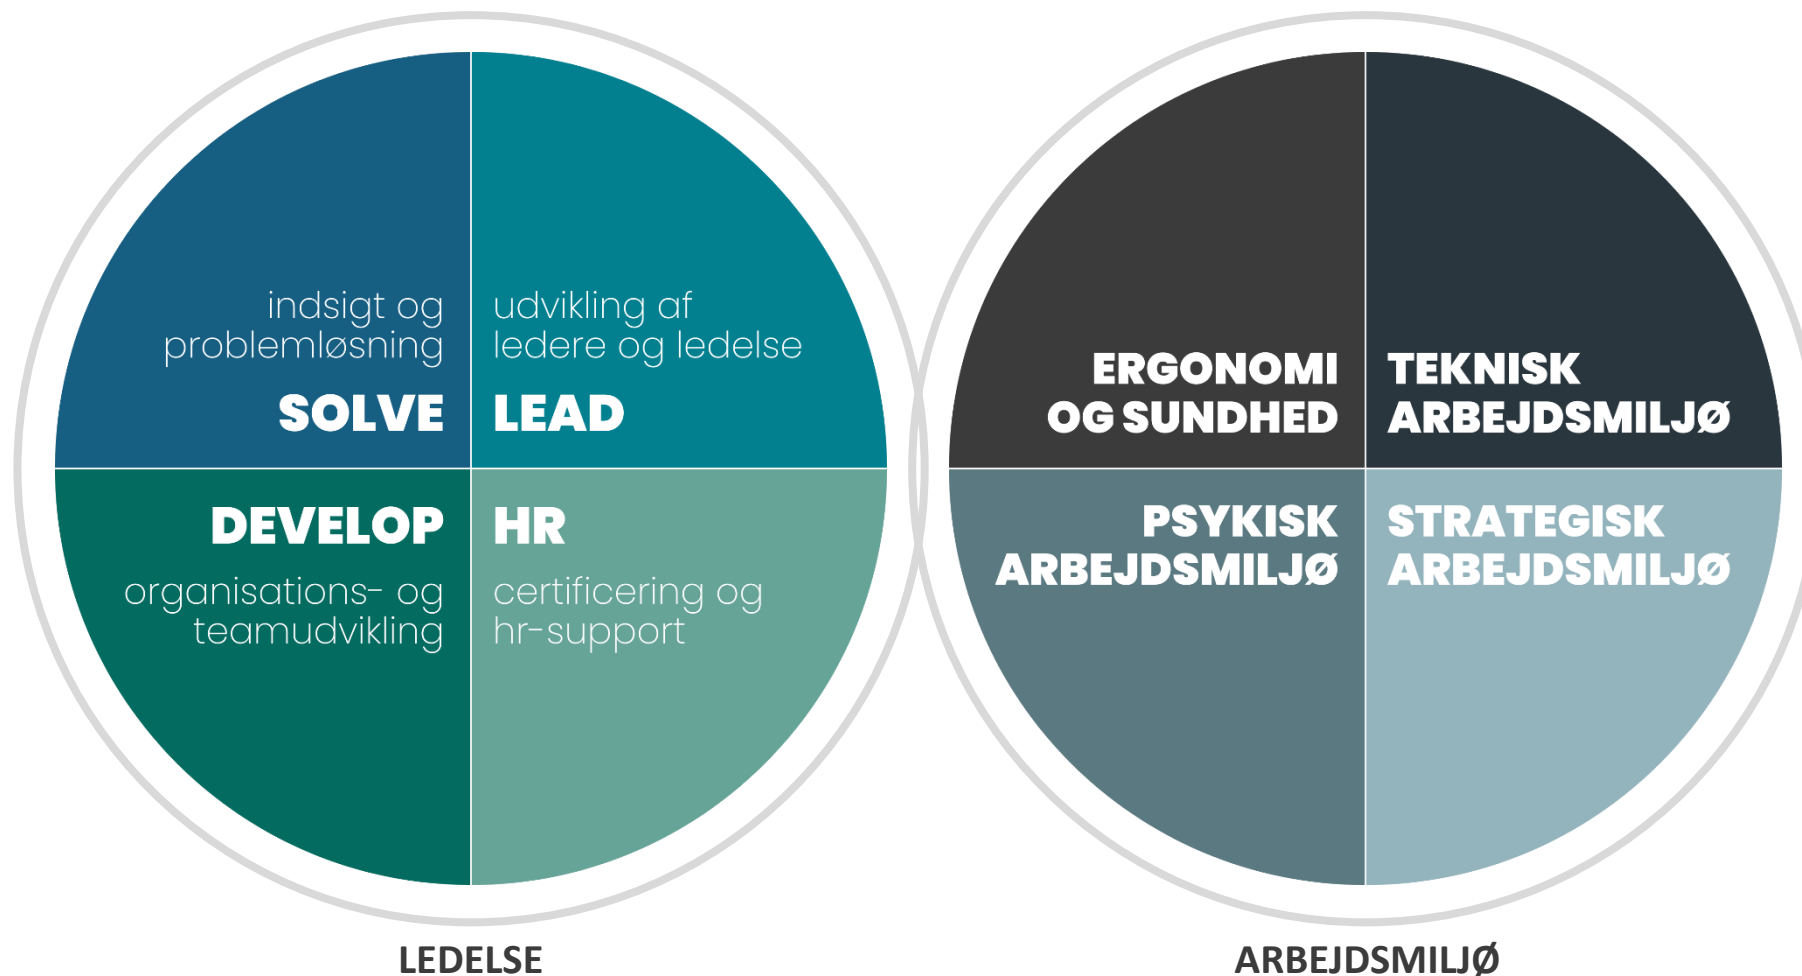 indsigt og
problemløsning
SOLVE
udvikling af
ledere og ledelse
LEAD
DEVELOP
organisations- og
teamudvikling
HR
certificering og
hr-support
LEDELSE
ERGONOMI
OG SUNDHED
TEKNISK
ARBEJDSMILJØ
PSYKISK
ARBEJDSMILJØ
STRATEGISK
ARBEJDSMILJØ
ARBEJDSMILJØ